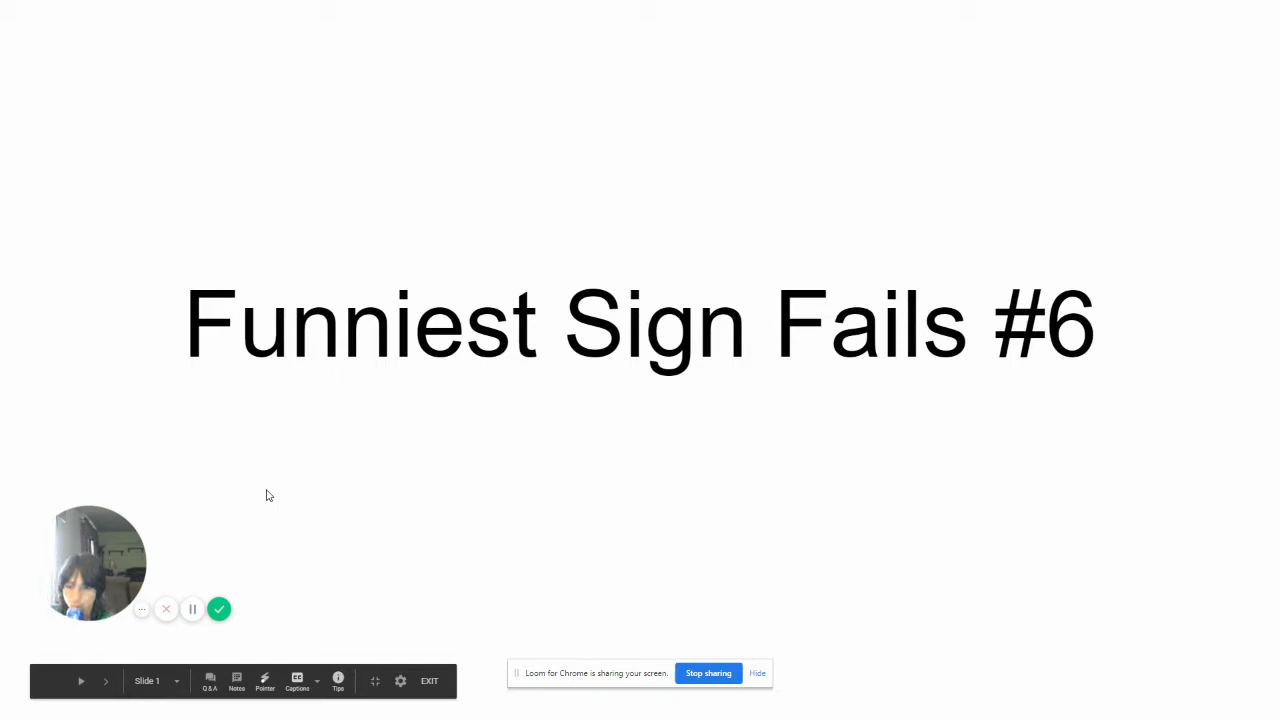 Funniest Sign Fails #6
Slide 1
Q & A
Notes
Pointer
CC
Captions
Tips
EXIT
Loom for Chrome is sharing your screen.
Stop sharing
Hide